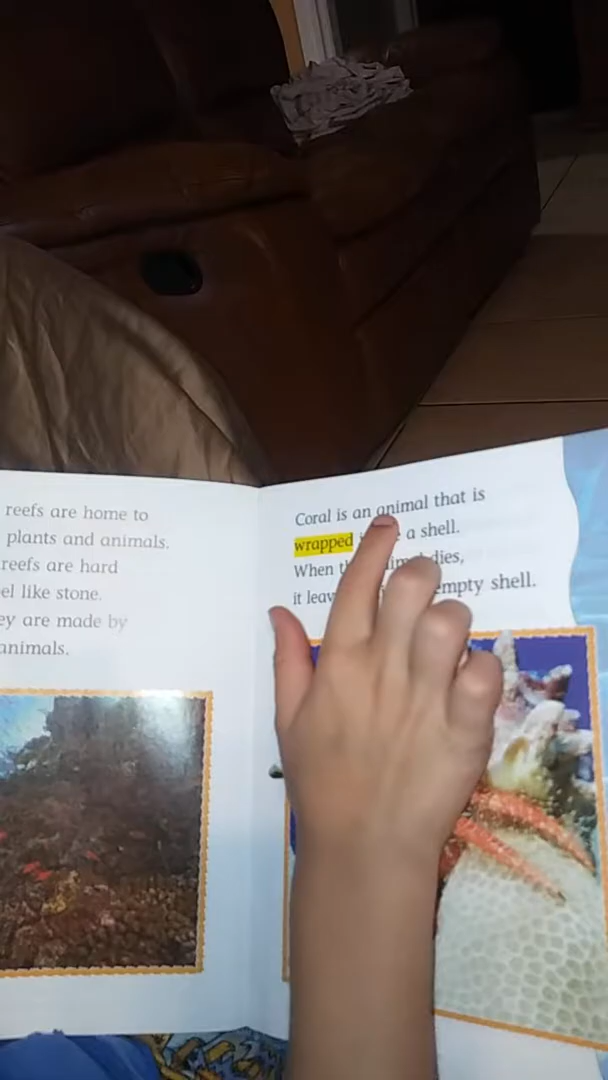 reefs are home to
plants and animals.
reefs are hard
el like stone.
ey are made by
animals.
Coral is an animal that is
wrapped a shell.
When dies,
it empty shell.